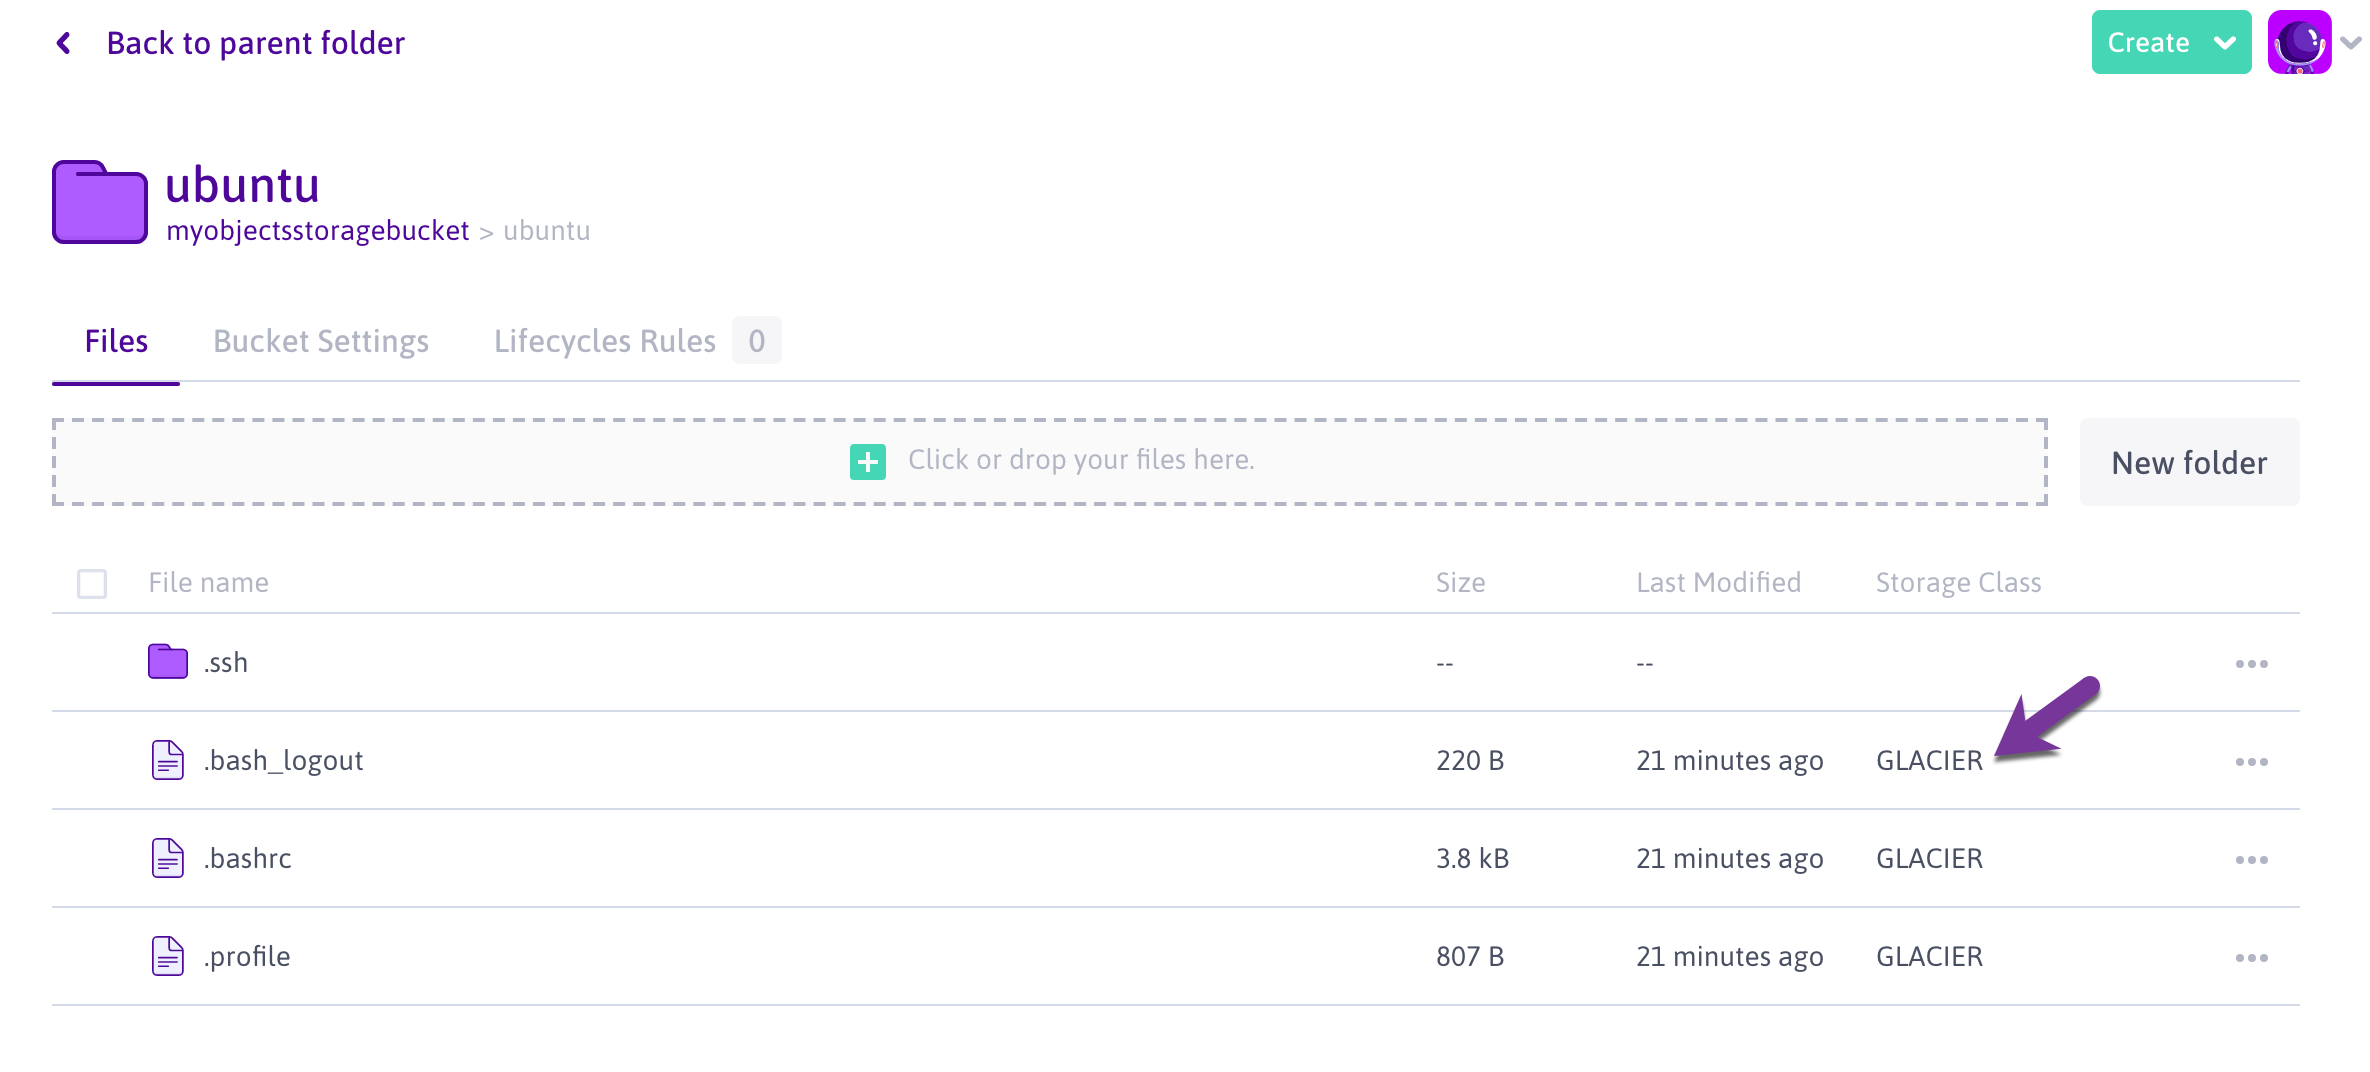 Back to parent folder
Create
ubuntu
myobjectsstoragebucket > ubuntu
Files Bucket Settings Lifecycles Rules 0
Click or drop your files here.
New folder
File name Size Last Modified Storage Class
.ssh -- --
.bash_logout 220 B 21 minutes ago GLACIER
.bashrc 3.8 kB 21 minutes ago GLACIER
.profile 807 B 21 minutes ago GLACIER